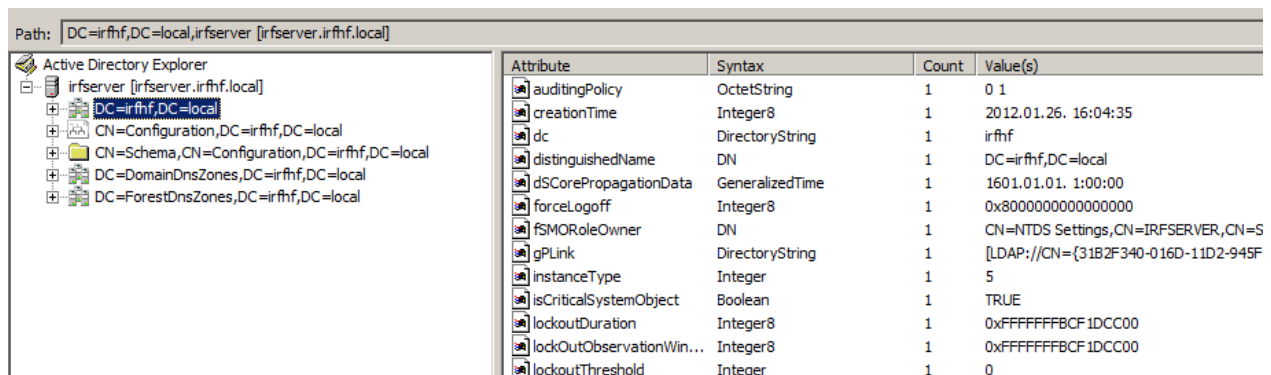 Path: DC=irfhf,DC=local,irfserver [irfserver.irfhf.local]
Active Directory Explorer
irfserver [irfserver.irfhf.local]
DC=irfhf,DC=local
CN=Configuration,DC=irfhf,DC=local
CN=Schema,CN=Configuration,DC=irfhf,DC=local
DC=DomainDnsZones,DC=irfhf,DC=local
DC=ForestDnsZones,DC=irfhf,DC=local
Attribute Syntax Count Value(s)
auditingPolicy OctetString 1 0 1
creationTime Integer8 1 2012.01.26. 16:04:35
dc DirectoryString 1 irfhf
distinguishedName DN 1 DC=irfhf,DC=local
dSCorePropagationData GeneralizedTime 1 1601.01.01. 1:00:00
forceLogoff Integer8 1 0x8000000000000000
fSMORoleOwner DN 1 CN=NTDS Settings,CN=IRFSERVER,CN=S
gPLink DirectoryString 1 [LDAP://CN={31B2F340-016D-11D2-945F
instanceType Integer 1 5
isCriticalSystemObject Boolean 1 TRUE
lockoutDuration Integer8 1 0xFFFFFFFBCF1DCC00
lockOutObservationWin... Integer8 1 0xFFFFFFFBCF1DCC00
lockoutThreshold Integer 1 0